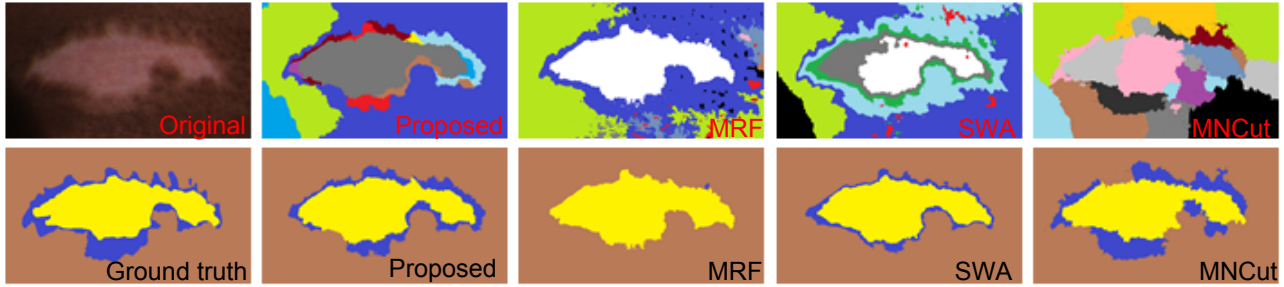 Original
Proposed
MRF
SWA
MNCut
Ground truth
Proposed
MRF
SWA
MNCut